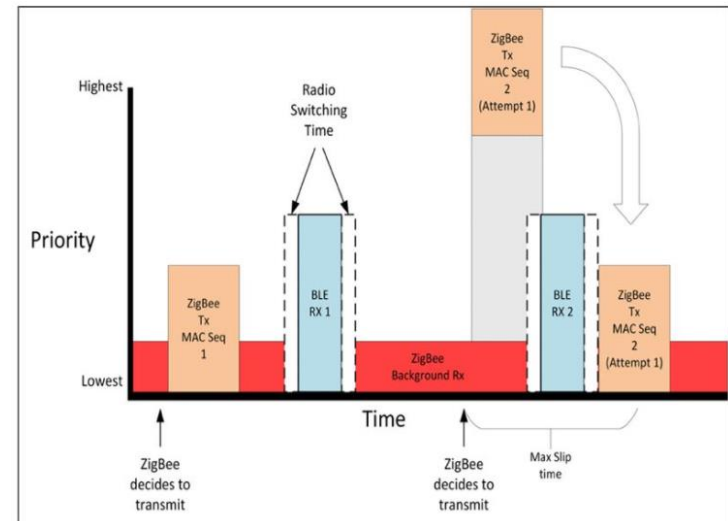 ZigBee
Tx
MAC Seq
2
(Attempt 1)
Highest
Radio
Switching
Time
Priority
ZigBee
Tx
MAC Seq
1
BLE
RX 1
ZigBee
Background Rx
BLE
RX 2
ZigBee
Tx
MAC Seq
2
(Attempt 1)
Lowest
Time
ZigBee
decides to
transmit
ZigBee
decides to
transmit
Max Slip
time